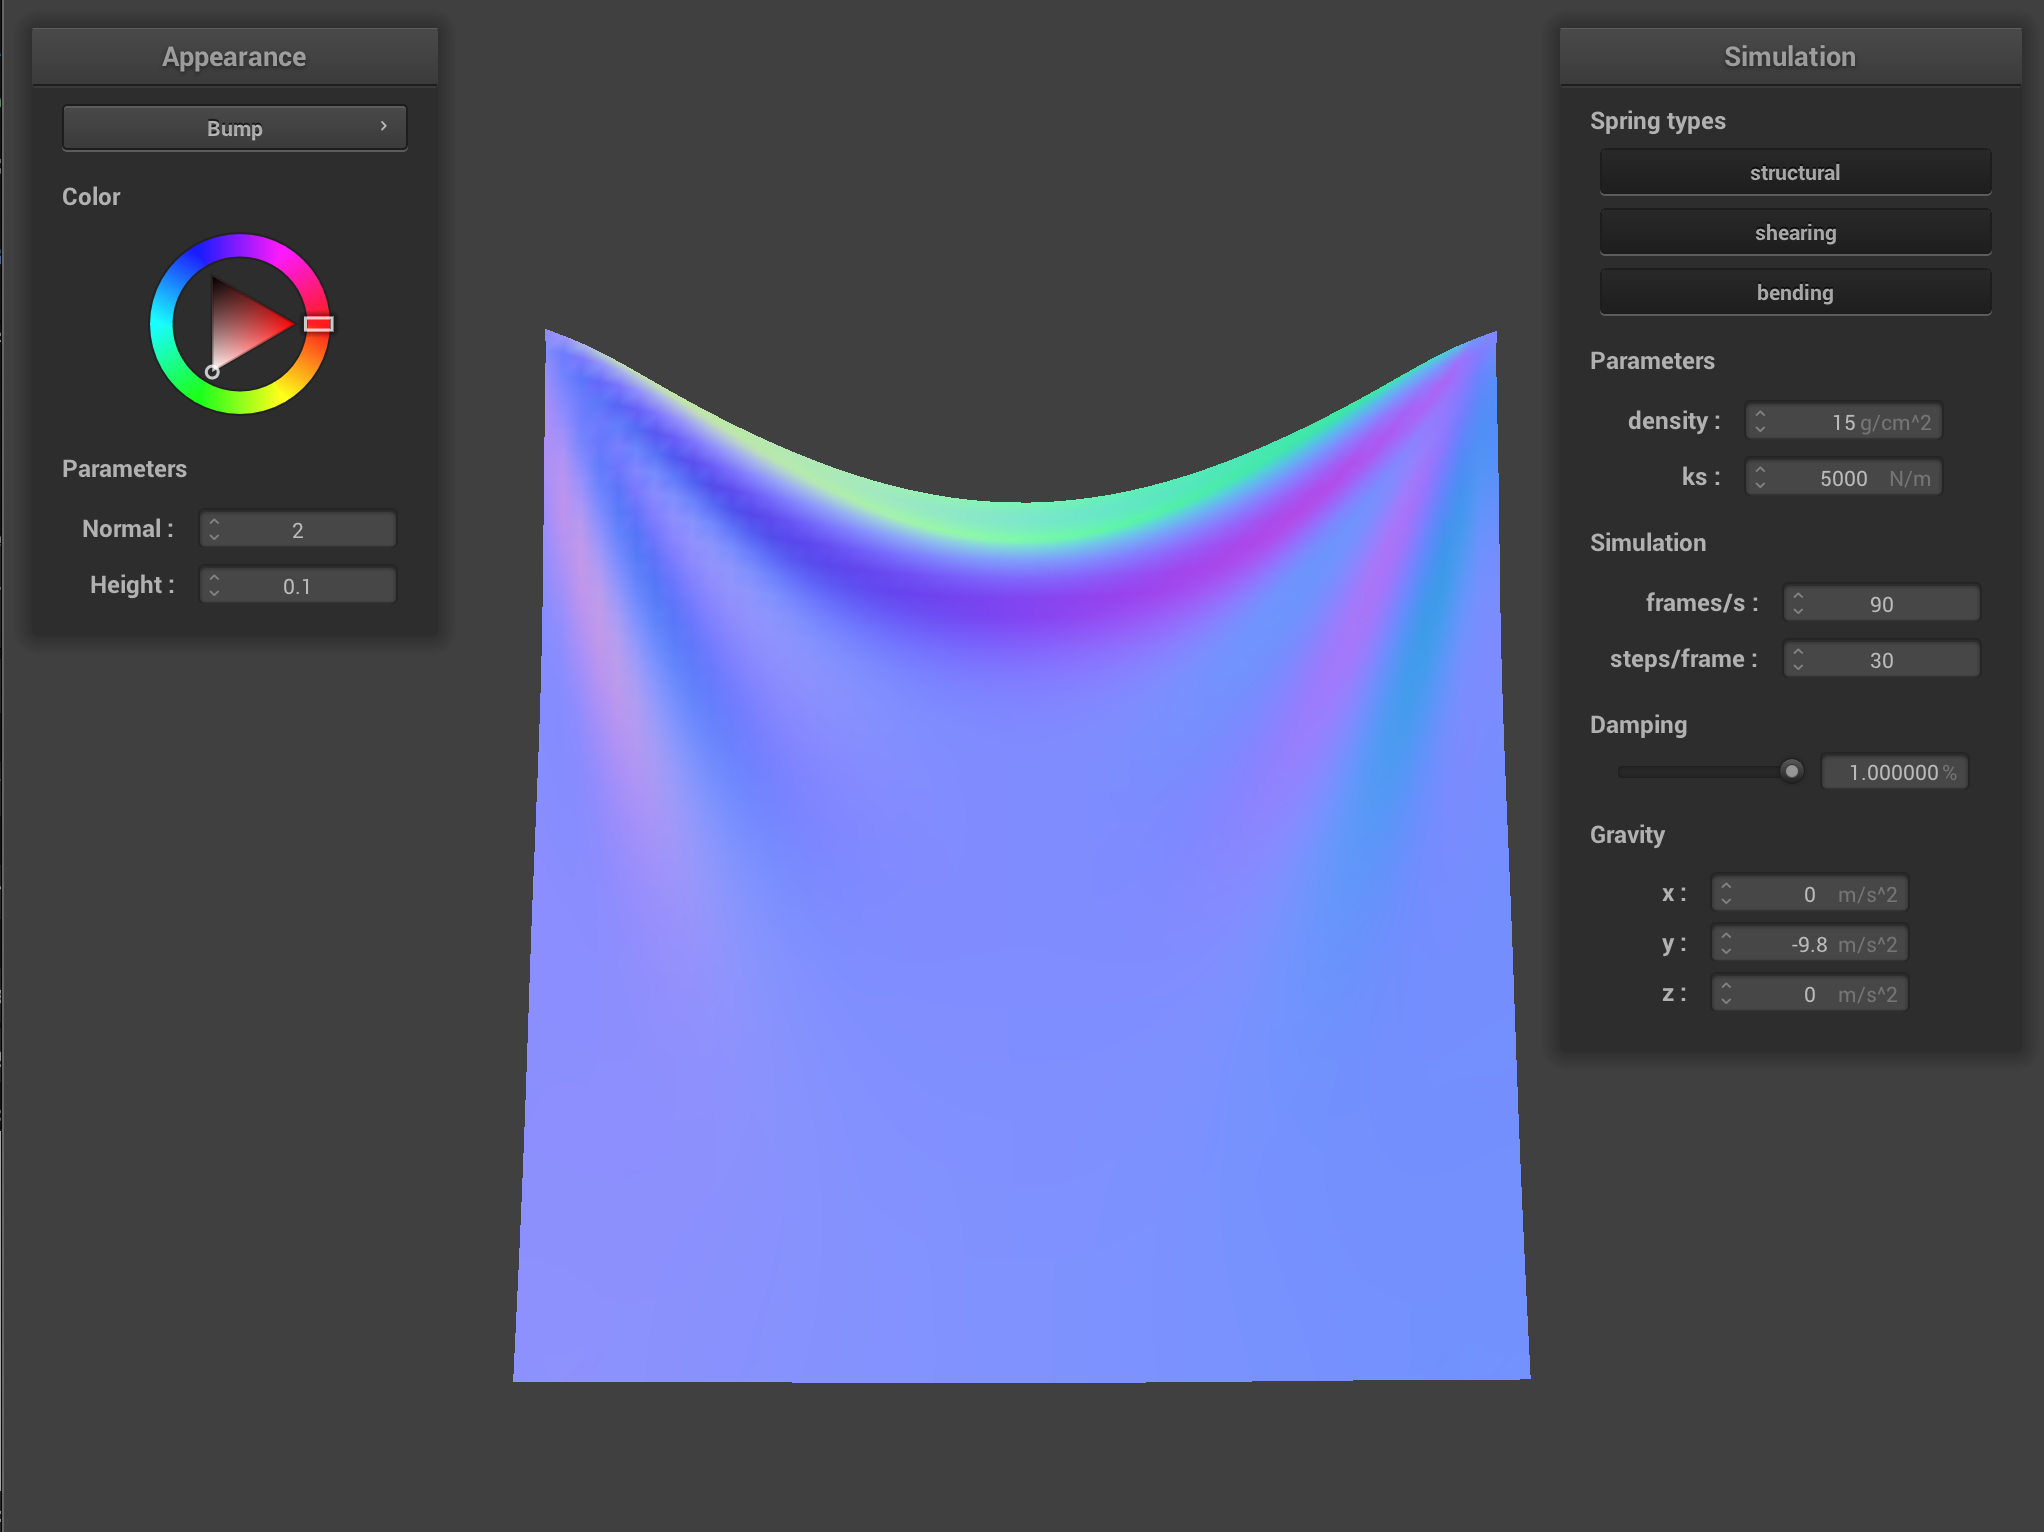 Appearance
Bump
Color
Parameters
Normal : 2
Height : 0.1
Simulation
Spring types
structural
shearing
bending
Parameters
density : 15 g/cm^2
ks : 5000 N/m
Simulation
frames/s : 90
steps/frame : 30
Damping
1.000000 %
Gravity
x : 0 m/s^2
y : -9.8 m/s^2
z : 0 m/s^2